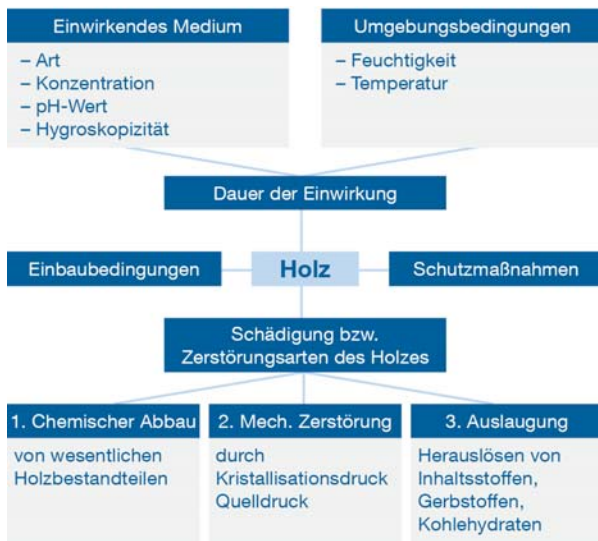 Einwirkendes Medium
– Art
– Konzentration
– pH-Wert
– Hygroskopizität
Umgebungsbedingungen
– Feuchtigkeit
– Temperatur
Dauer der Einwirkung
Einbaubedingungen
Holz
Schutzmaßnahmen
Schädigung bzw.
Zerstörungsarten des Holzes
1. Chemischer Abbau
von wesentlichen
Holzbestandteilen
2. Mech. Zerstörung
durch
Kristallisationsdruck
Quelldruck
3. Auslaugung
Herauslösen von
Inhaltsstoffen,
Gerbstoffen,
Kohlehydraten